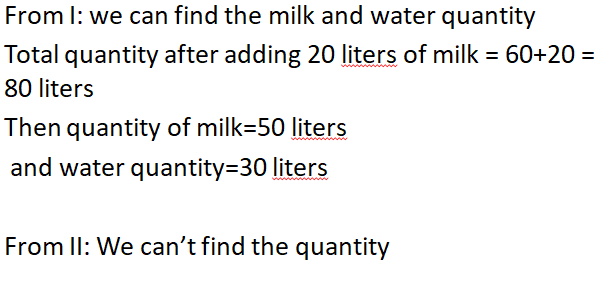 From I: we can find the milk and water quantity
Total quantity after adding 20 liters of milk = 60+20 =
80 liters
Then quantity of milk=50 liters
and water quantity=30 liters
From II: We can’t find the quantity